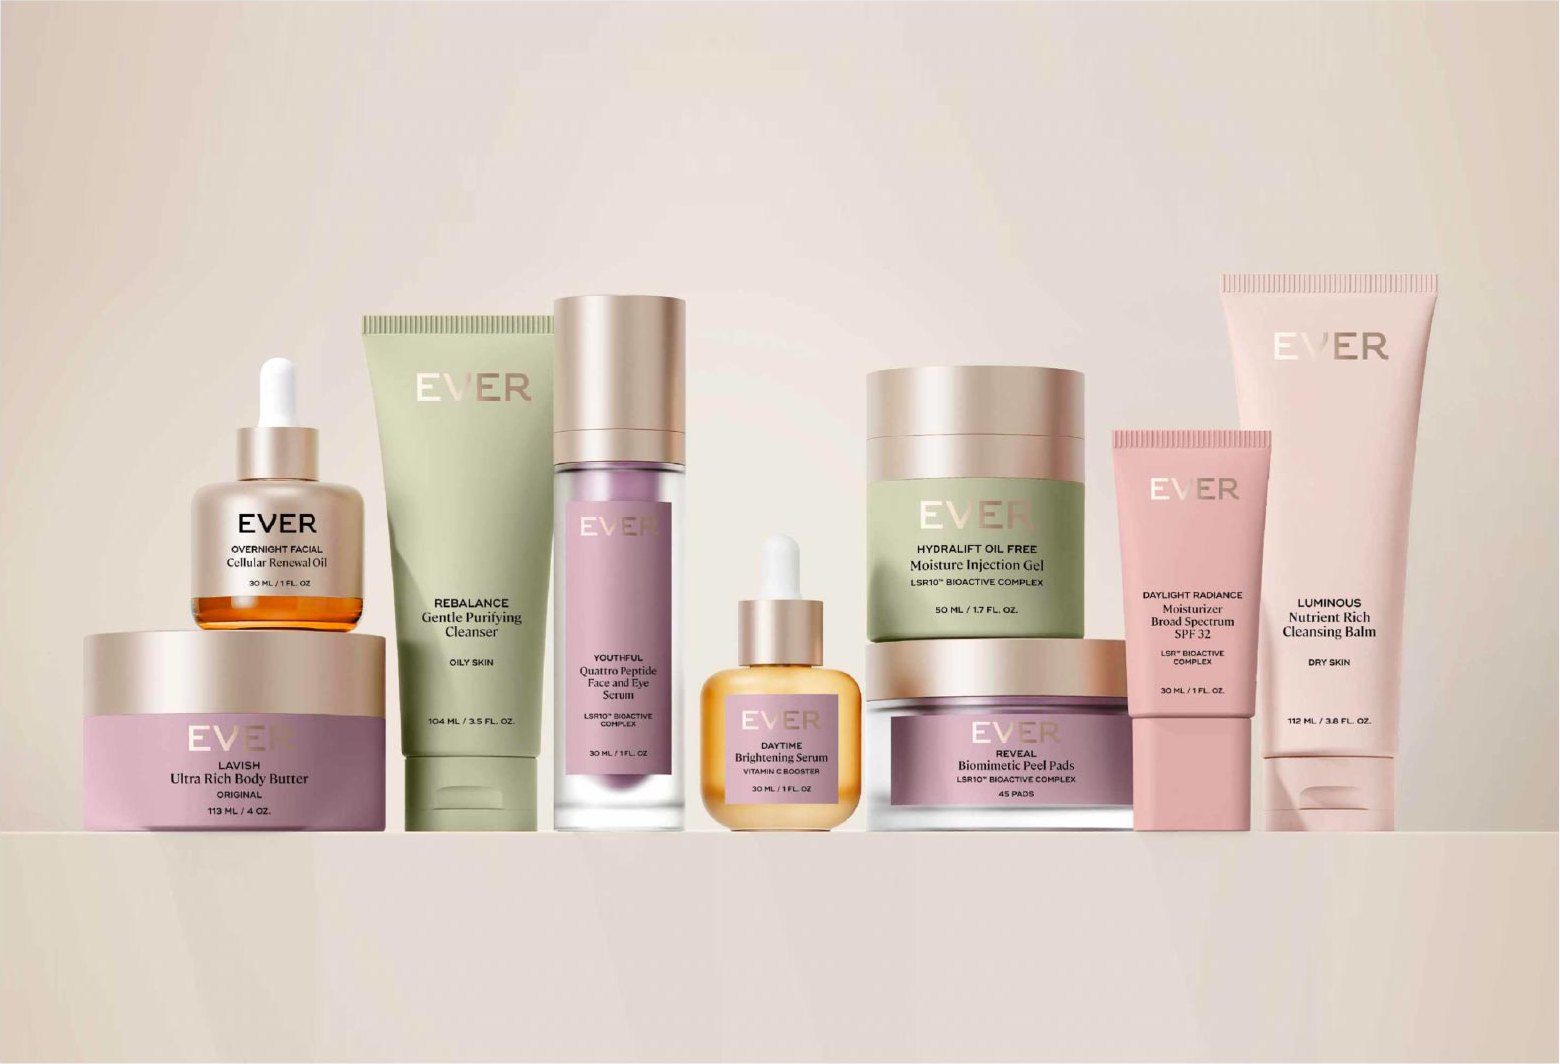 EVER
OVERNIGHT FACIAL
Cellular Renewal Oil
30 ML / 1 FL. OZ
EVER
LAVISH
Ultra Rich Body Butter
ORIGINAL
113 ML / 4 OZ.
EVER
REBALANCE
Gentle Purifying
Cleanser
OILY SKIN
104 ML / 3.5 FL. OZ.
EVER
YOUTHFUL
Quattro Peptide
Face and Eye
Serum
LSR10™ BIOACTIVE
COMPLEX
30 ML / 1 FL. OZ
EVER
DAYTIME
Brightening Serum
VITAMIN C BOOSTER
30 ML / 1 FL. OZ
EVER
HYDRALIFT OIL FREE
Moisture Injection Gel
LSR10™ BIOACTIVE COMPLEX
50 ML / 1.7 FL. OZ.
EVER
REVEAL
Biomimetic Peel Pads
LSR10™ BIOACTIVE COMPLEX
45 PADS
EVER
DAYLIGHT RADIANCE
Moisturizer
Broad Spectrum
SPF 32
LSR™ BIOACTIVE
COMPLEX
30 ML / 1 FL. OZ.
EVER
LUMINOUS
Nutrient Rich
Cleansing Balm
DRY SKIN
112 ML / 3.8 FL. OZ.